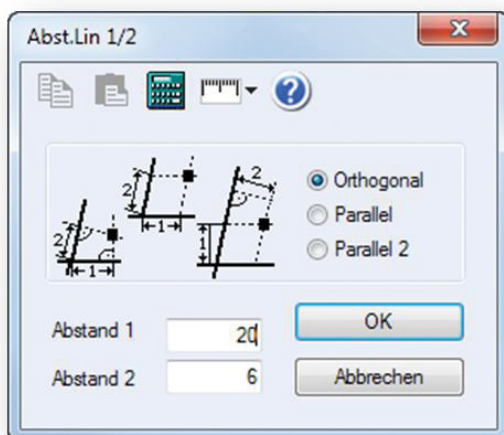 Abst.Lin 1/2
2
2
2
1
1
1
Orthogonal
Parallel
Parallel 2
Abstand 1
20
OK
Abstand 2
6
Abbrechen